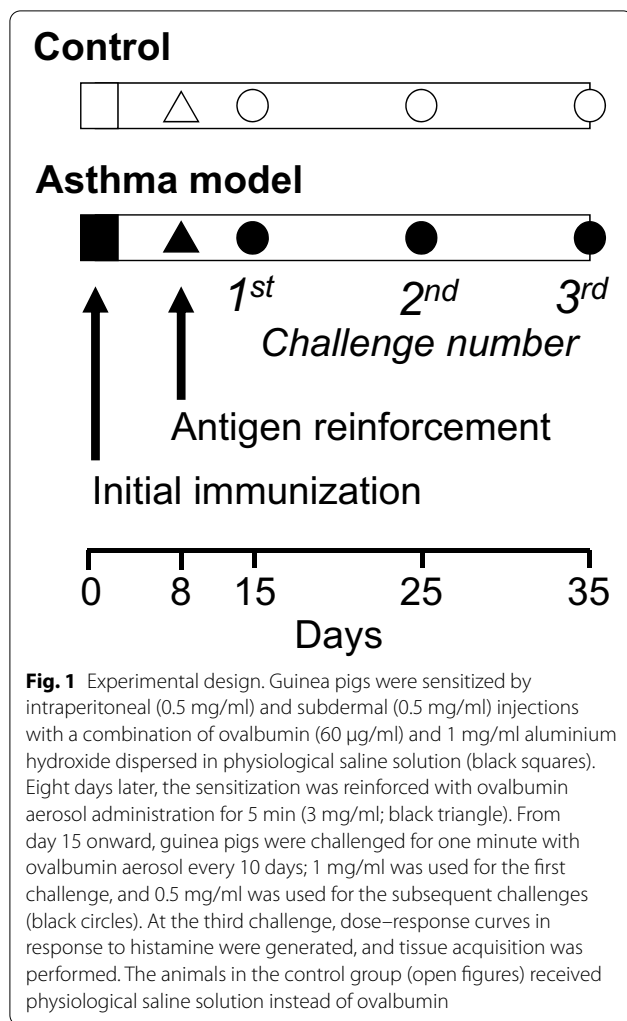 Control
Asthma model
1st 2nd 3rd
Challenge number
Antigen reinforcement
Initial immunization
0 8 15 25 35
Days
Fig. 1 Experimental design. Guinea pigs were sensitized by
intraperitoneal (0.5 mg/ml) and subdermal (0.5 mg/ml) injections
with a combination of ovalbumin (60 μg/ml) and 1 mg/ml aluminium
hydroxide dispersed in physiological saline solution (black squares).
Eight days later, the sensitization was reinforced with ovalbumin
aerosol administration for 5 min (3 mg/ml; black triangle). From
day 15 onward, guinea pigs were challenged for one minute with
ovalbumin aerosol every 10 days; 1 mg/ml was used for the first
challenge, and 0.5 mg/ml was used for the subsequent challenges
(black circles). At the third challenge, dose–response curves in
response to histamine were generated, and tissue acquisition was
performed. The animals in the control group (open figures) received
physiological saline solution instead of ovalbumin